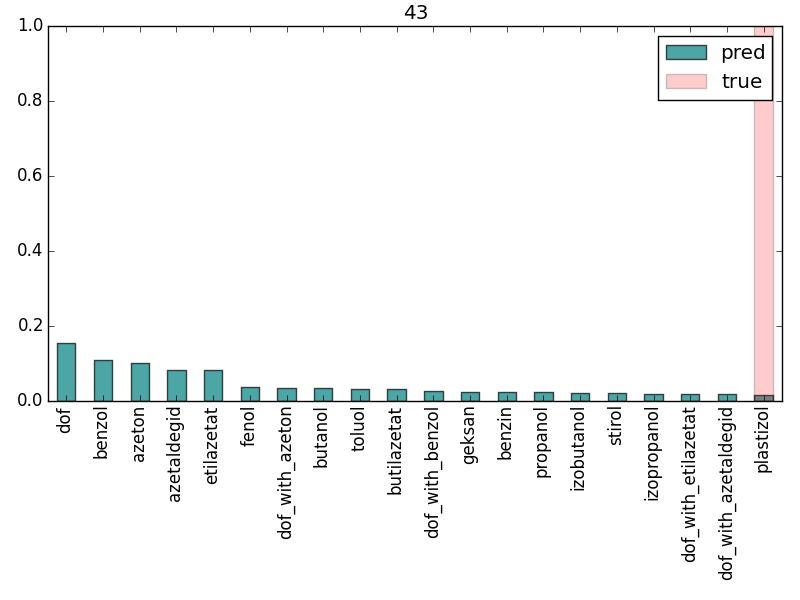 43
1.0
0.8
0.6
0.4
0.2
0.0
pred
true
dof
benzol
azeton
azetaldegid
etilazetat
fenol
dof_with_azeton
butanol
toluol
butilazetat
dof_with_benzol
geksan
benzin
propanol
izobutanol
stirol
izopropanol
dof_with_etilazetat
dof_with_azetaldegid
plastizol